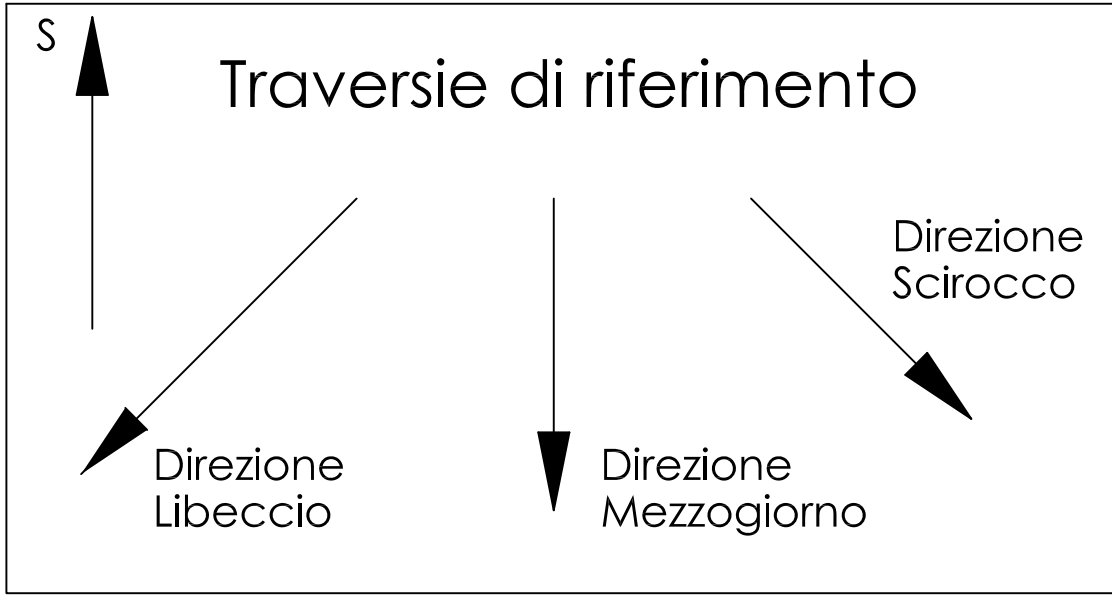 S
Traversie di riferimento
Direzione
Scirocco
Direzione
Libeccio
Direzione
Mezzogiorno